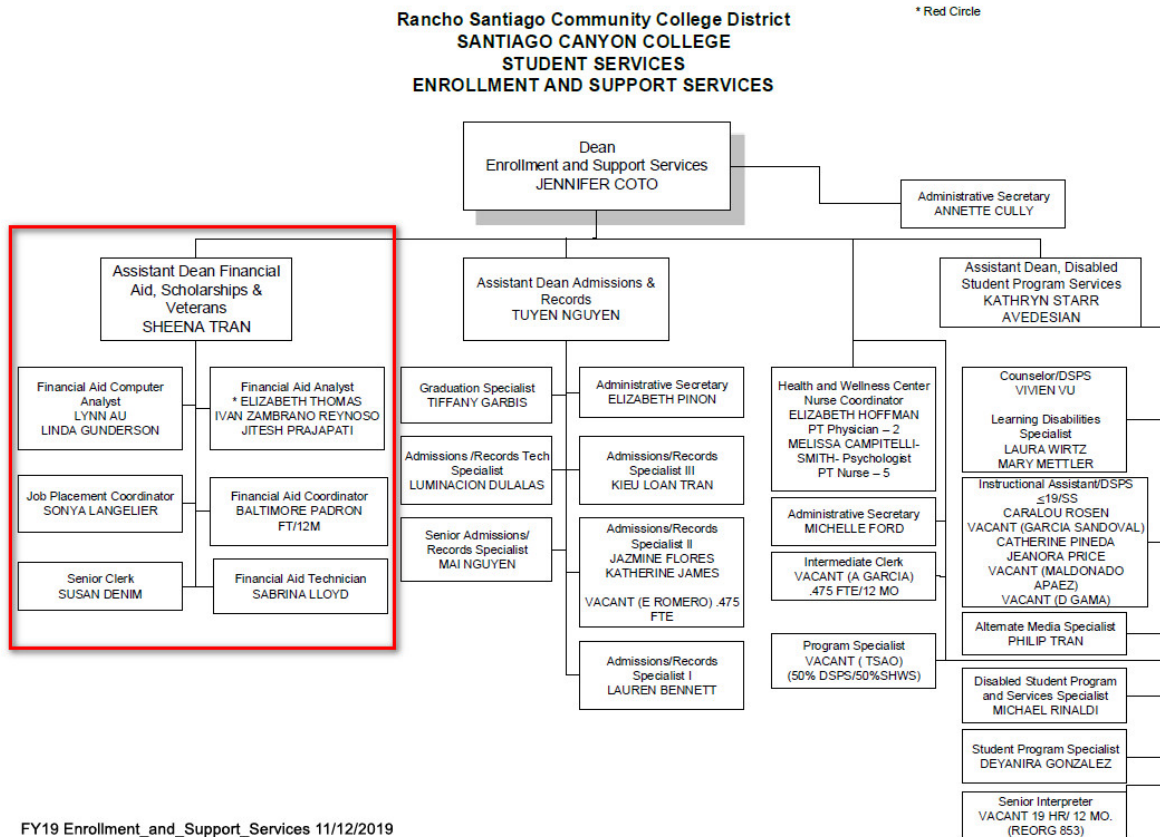 Rancho Santiago Community College District
SANTIAGO CANYON COLLEGE
STUDENT SERVICES
ENROLLMENT AND SUPPORT SERVICES
* Red Circle
Dean
Enrollment and Support Services
JENNIFER COTO
Administrative Secretary
ANNETTE CULLY
Assistant Dean Financial
Aid, Scholarships &
Veterans
SHEENA TRAN
Financial Aid Computer
Analyst
LYNN AU
LINDA GUNDERSON
Financial Aid Analyst
* ELIZABETH THOMAS
IVAN ZAMBRANO REYNOSO
JITESH PRAJAPATI
Job Placement Coordinator
SONYA LANGELIER
Financial Aid Coordinator
BALTIMORE PADRON
FT/12M
Senior Clerk
SUSAN DENIM
Financial Aid Technician
SABRINA LLOYD
Assistant Dean Admissions &
Records
TUYEN NGUYEN
Graduation Specialist
TIFFANY GARBIS
Administrative Secretary
ELIZABETH PINON
Admissions /Records Tech
Specialist
LUMINACION DULALAS
Admissions/Records
Specialist III
KIEU LOAN TRAN
Senior Admissions/
Records Specialist
MAI NGUYEN
Admissions/Records
Specialist II
JAZMINE FLORES
KATHERINE JAMES
VACANT (E ROMERO) .475
FTE
Admissions/Records
Specialist I
LAUREN BENNETT
Health and Wellness Center
Nurse Coordinator
ELIZABETH HOFFMAN
PT Physician – 2
MELISSA CAMPITELLI-
SMITH- Psychologist
PT Nurse – 5
Administrative Secretary
MICHELLE FORD
Intermediate Clerk
VACANT (A GARCIA)
.475 FTE/12 MO
Program Specialist
VACANT ( TSAO)
(50% DSPS/50%SHWS)
Assistant Dean, Disabled
Student Program Services
KATHRYN STARR
AVEDESIAN
Counselor/DSPS
VIVIEN VU
Learning Disabilities
Specialist
LAURA WIRTZ
MARY METTLER
Instructional Assistant/DSPS
≤19/SS
CARALOU ROSEN
VACANT (GARCIA SANDOVAL)
CATHERINE PINEDA
JEANORA PRICE
VACANT (MALDONADO
APAEZ)
VACANT (D GAMA)
Alternate Media Specialist
PHILIP TRAN
Disabled Student Program
and Services Specialist
MICHAEL RINALDI
Student Program Specialist
DEYANIRA GONZALEZ
Senior Interpreter
VACANT 19 HR/ 12 MO.
(REORG 853)
FY19 Enrollment_and_Support_Services 11/12/2019